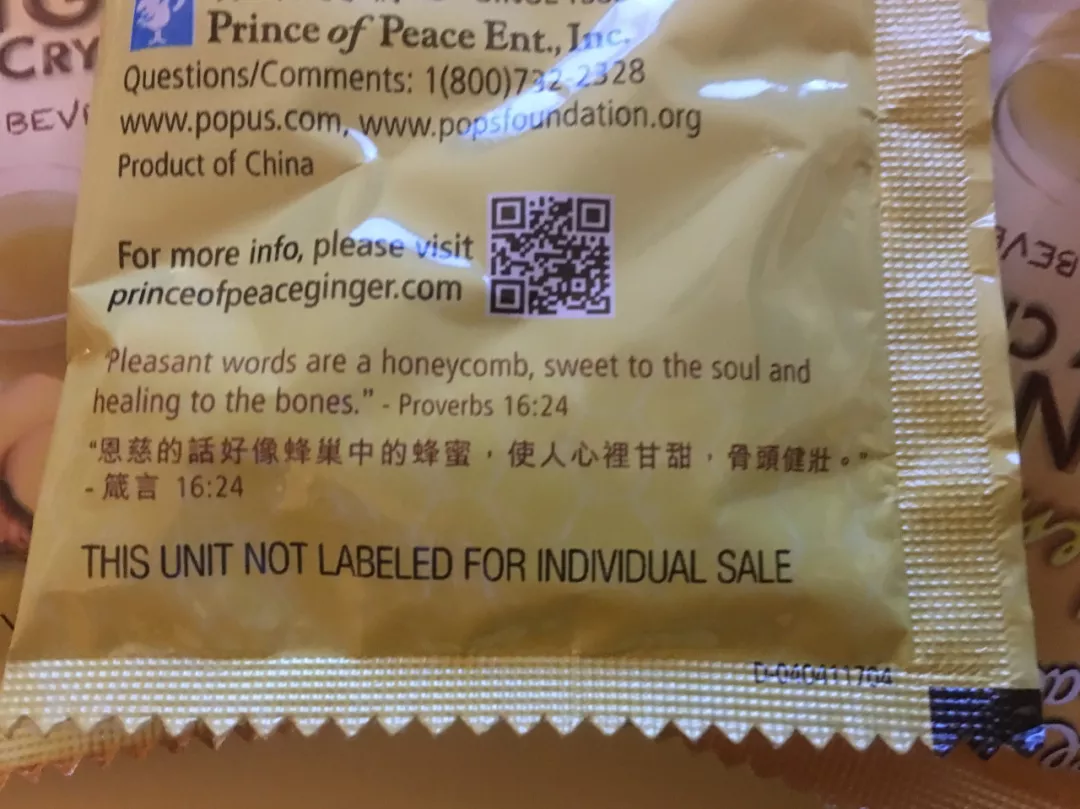 Prince of Peace Ent., Inc.
Questions/Comments: 1(800)732-2328
www.popus.com, www.popsfoundation.org
Product of China
For more info, please visit
princeofpeaceginger.com
"Pleasant words are a honeycomb, sweet to the soul and
healing to the bones." - Proverbs 16:24
“恩慈的話好像蜂巢中的蜂蜜，使人心裡甘甜，骨頭健壯。”
- 箴言 16:24
THIS UNIT NOT LABELED FOR INDIVIDUAL SALE
D-040411704
CRY